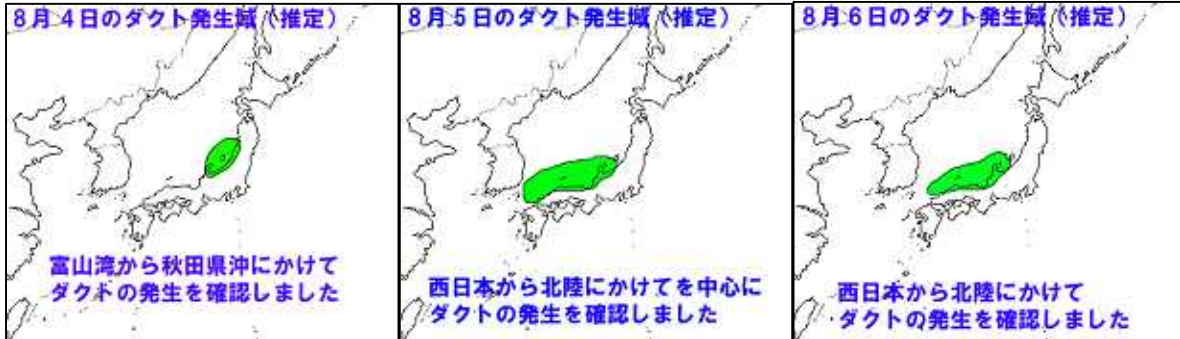 8月4日のダクト発生域（推定）
富山湾から秋田県沖にかけて
ダクトの発生を確認しました
8月5日のダクト発生域（推定）
西日本から北陸にかけてを中心に
ダクトの発生を確認しました
8月6日のダクト発生域（推定）
西日本から北陸にかけて
ダクトの発生を確認しました